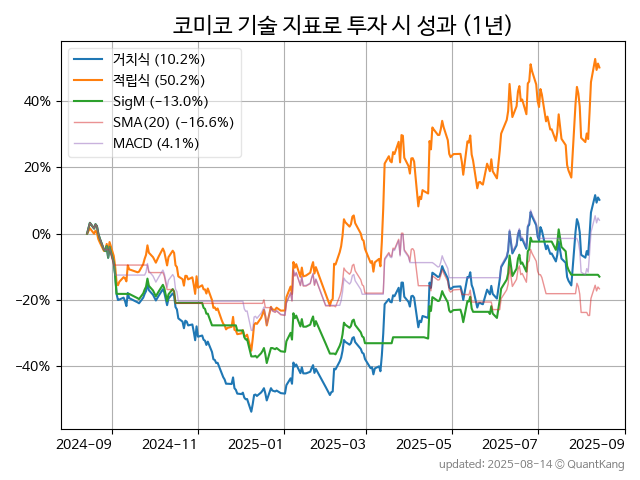 코미코 기술 지표로 투자 시 성과 (1년)
거치식 (10.2%)
적립식 (50.2%)
SigM (−13.0%)
SMA(20) (−16.6%)
MACD (4.1%)
40%
20%
0%
−20%
−40%
2024-09
2024-11
2025-01
2025-03
2025-05
2025-07
2025-09
updated: 2025-08-14 © QuantKang